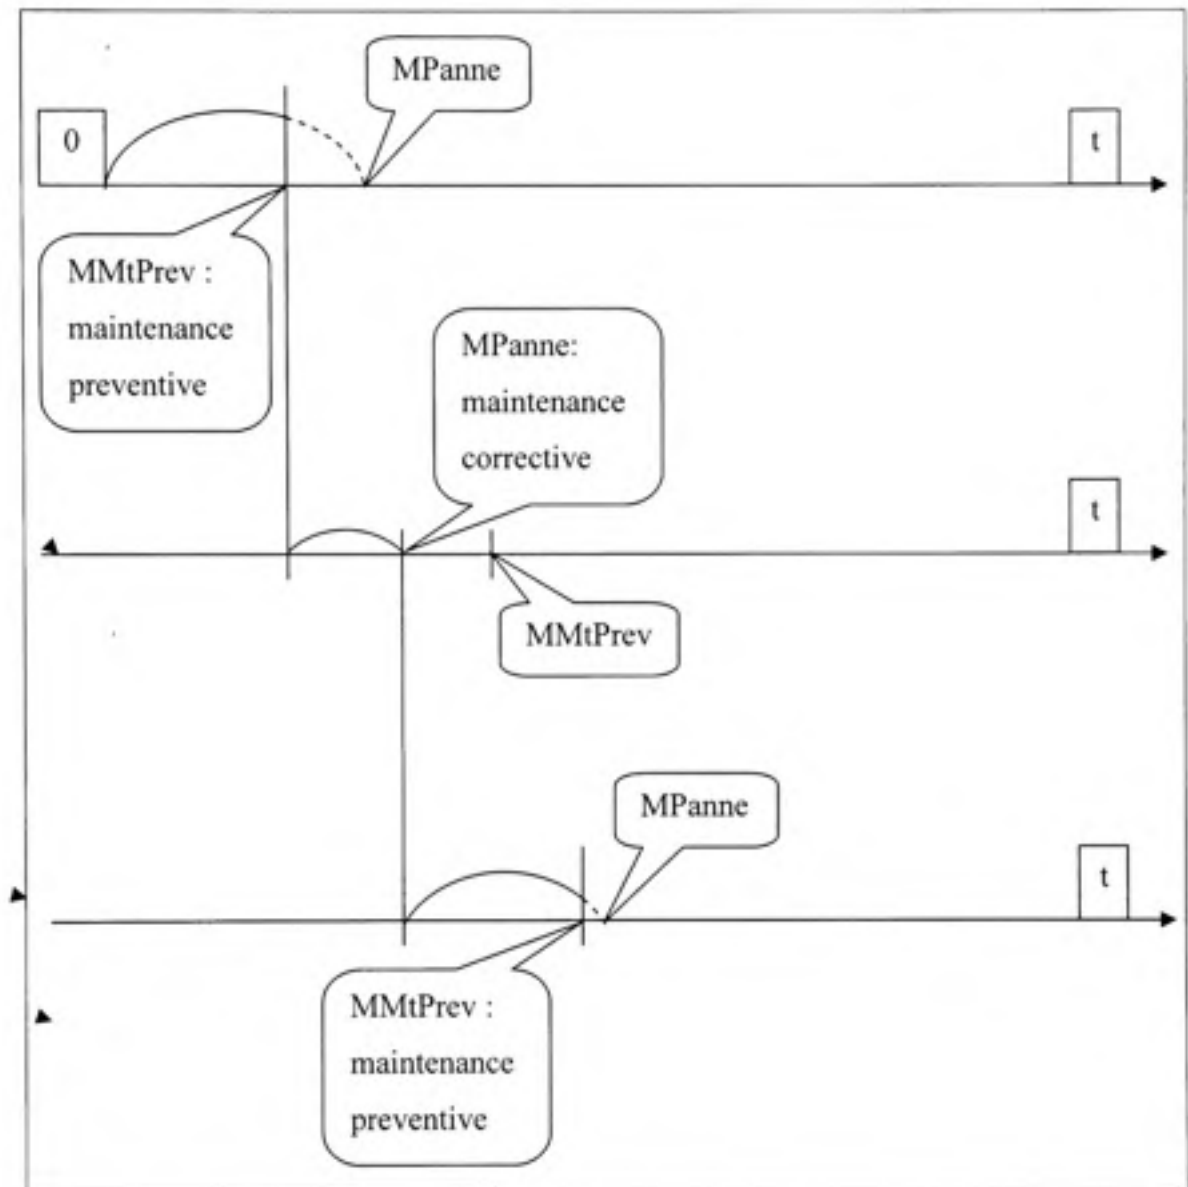 MPanne
0
t
MMtPrev :
maintenance
preventive
MPanne:
maintenance
corrective
t
MMtPrev
MPanne
t
MMtPrev :
maintenance
preventive